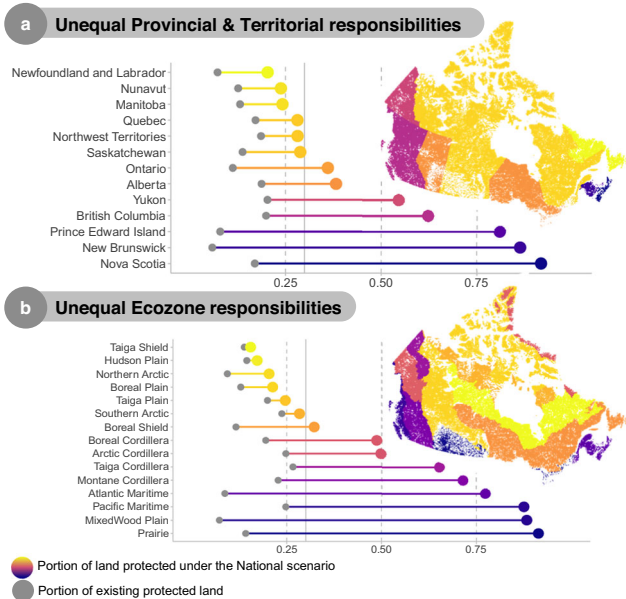 a Unequal Provincial & Territorial responsibilities
Newfoundland and Labrador
Nunavut
Manitoba
Quebec
Northwest Territories
Saskatchewan
Ontario
Alberta
Yukon
British Columbia
Prince Edward Island
New Brunswick
Nova Scotia
0.25 0.50 0.75
b Unequal Ecozone responsibilities
Taiga Shield
Hudson Plain
Northern Arctic
Boreal Plain
Taiga Plain
Southern Arctic
Boreal Shield
Boreal Cordillera
Arctic Cordillera
Taiga Cordillera
Montane Cordillera
Atlantic Maritime
Pacific Maritime
MixedWood Plain
Prairie
0.25 0.50 0.75
Portion of land protected under the National scenario
Portion of existing protected land